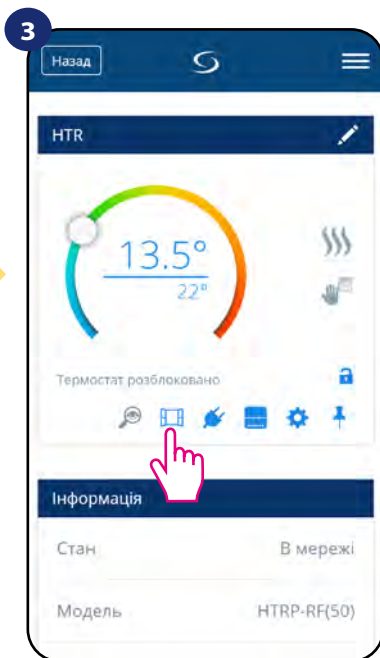 3
Назад
HTR
13.5°
22°
Термостат розблоковано
Інформація
Стан В мережі
Модель HTRP-RF(50)